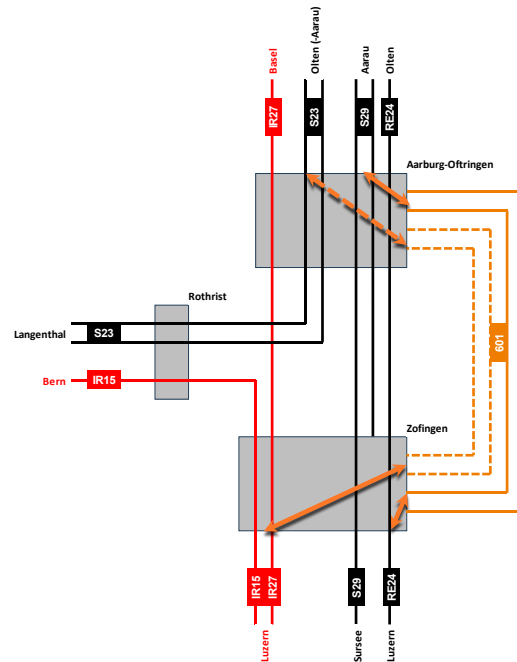 Basel
Olten (-Aarau)
Aarau
Olten
IR27
S23
S29
RE24
Aarburg-Oftringen
Rothrist
Langenthal
S23
Bern
IR15
601
Zofingen
IR15
IR27
S29
RE24
Luzern
Sursee
Luzern